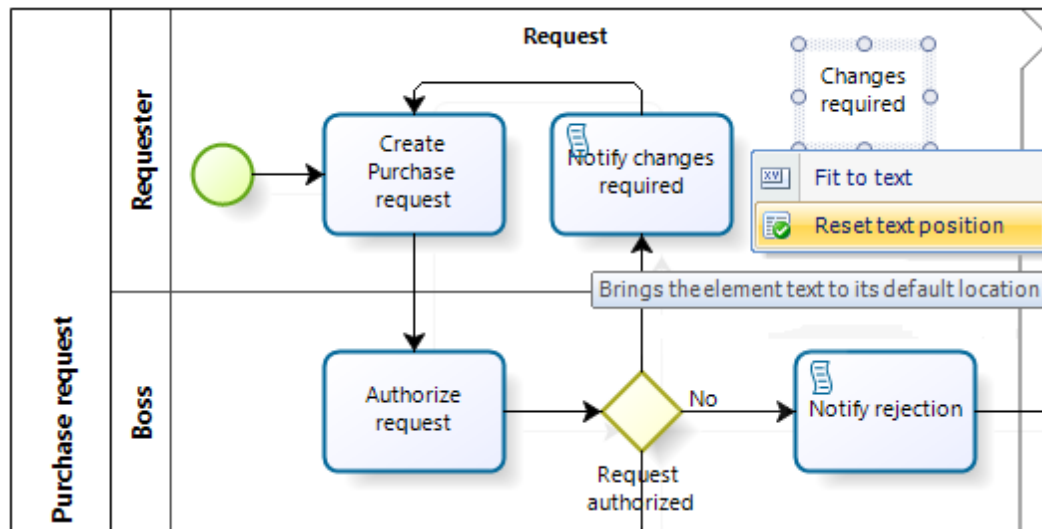 Purchase request
Requester
Boss
Request
Create
Purchase
request
Notify changes
required
Changes
required
Fit to text
Reset text position
Brings the element text to its default location
Authorize
request
No
Notify rejection
Request
authorized